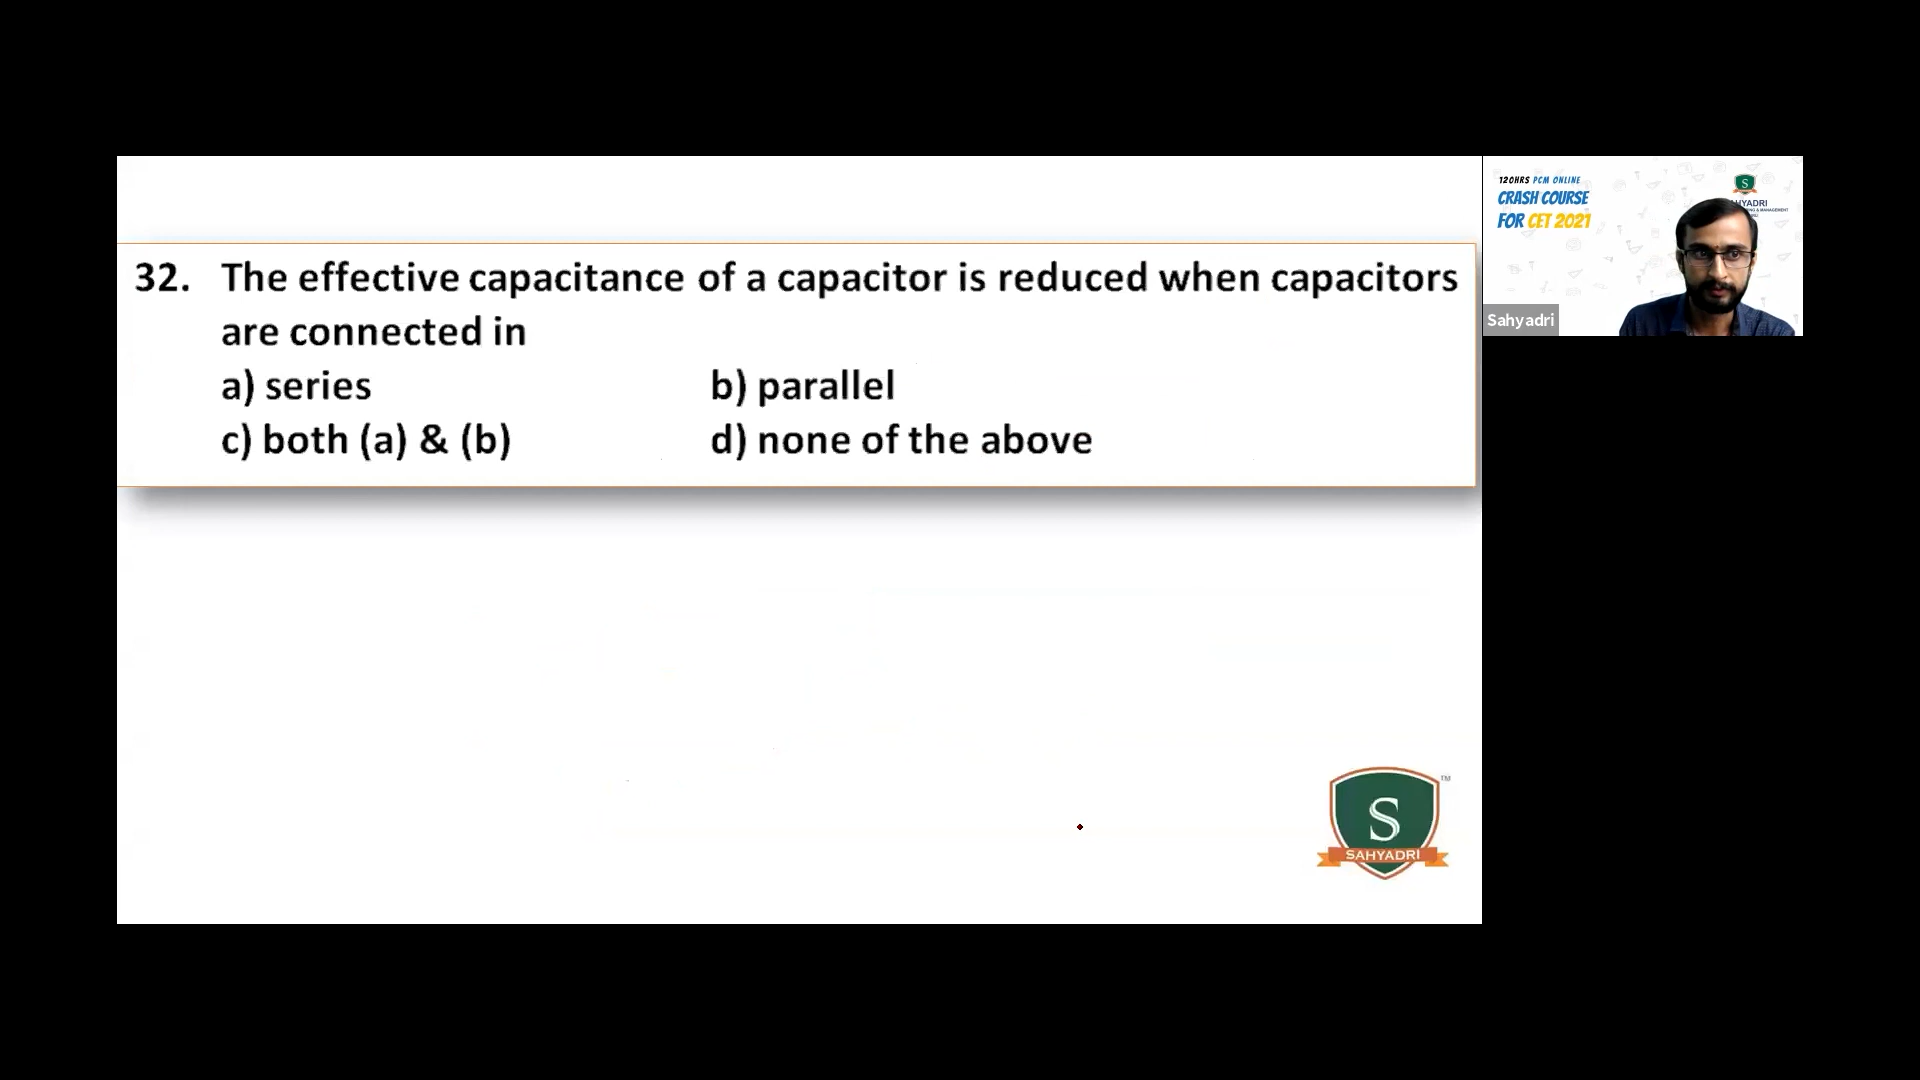 32. The effective capacitance of a capacitor is reduced when capacitors
are connected in
a) series b) parallel
c) both (a) & (b) d) none of the above
120HRS PCM ONLINE
CRASH COURSE
FOR CET 2021
S
Sahyadri
S
TM
SAHYADRI